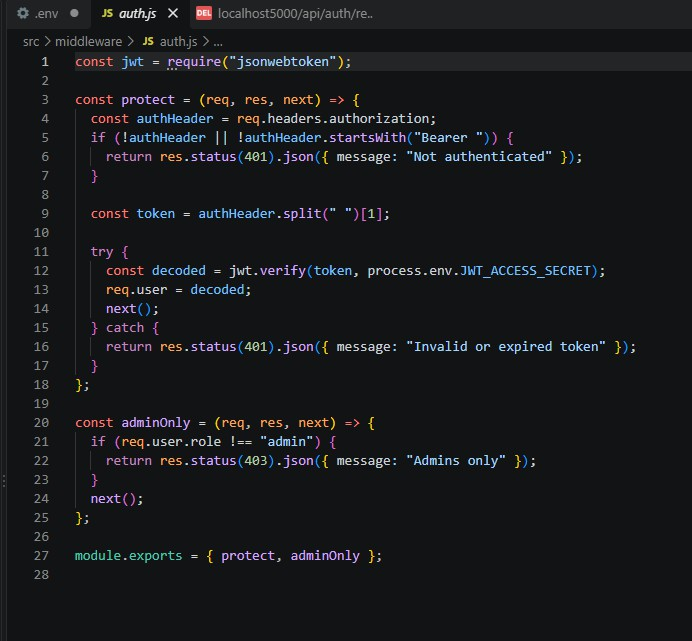 .env ● JS auth.js × DEL localhost5000/api/auth/re..
src > middleware > JS auth.js > ...
1 const jwt = require("jsonwebtoken");
2
3 const protect = (req, res, next) => {
4   const authHeader = req.headers.authorization;
5   if (!authHeader || !authHeader.startsWith("Bearer ")) {
6     return res.status(401).json({ message: "Not authenticated" });
7   }
8
9   const token = authHeader.split(" ")[1];
10
11   try {
12     const decoded = jwt.verify(token, process.env.JWT_ACCESS_SECRET);
13     req.user = decoded;
14     next();
15   } catch {
16     return res.status(401).json({ message: "Invalid or expired token" });
17   }
18 };
19
20 const adminOnly = (req, res, next) => {
21   if (req.user.role !== "admin") {
22     return res.status(403).json({ message: "Admins only" });
23   }
24   next();
25 };
26
27 module.exports = { protect, adminOnly };
28